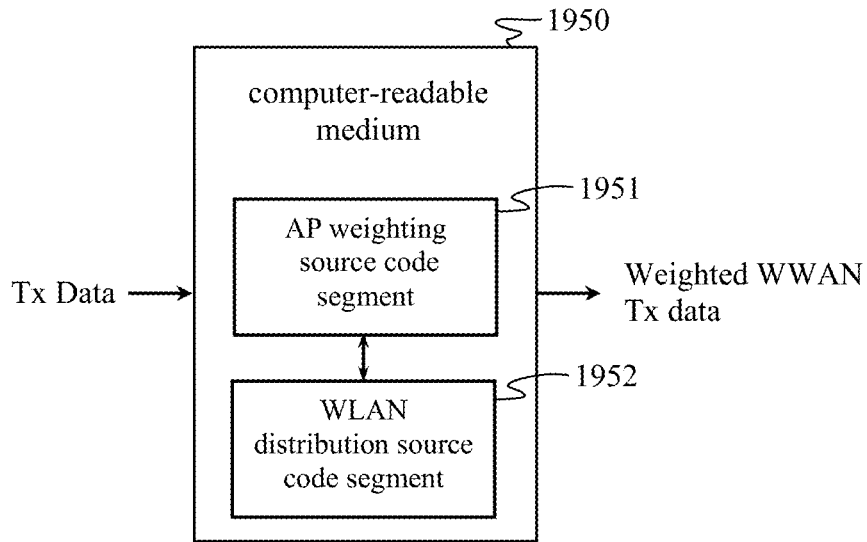 1950
computer-readable
medium
1951
AP weighting
source code
segment
Tx Data
Weighted WWAN
Tx data
1952
WLAN
distribution source
code segment